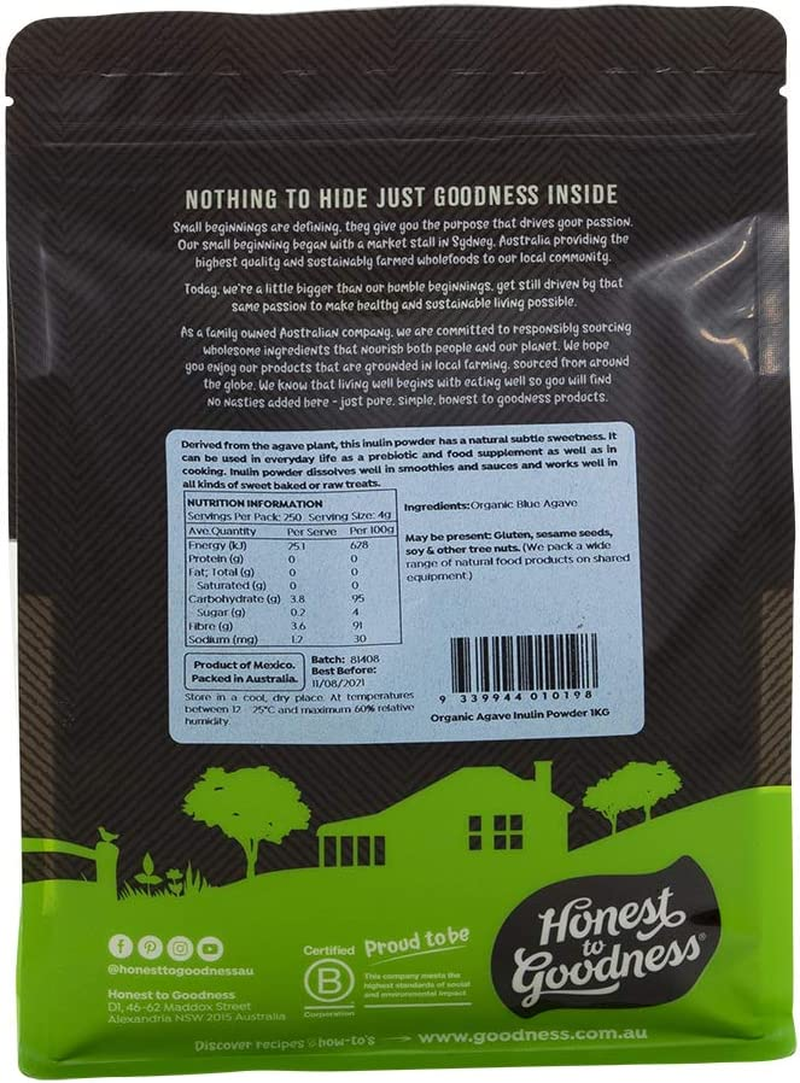 NOTHING TO HIDE JUST GOODNESS INSIDE
Small beginnings are defining, they give you the purpose that drives your passion.
Our small beginning began with a market stall in Sydney, Australia providing the
highest quality and sustainably farmed wholefoods to our local community.
Today, we're a little bigger than our humble beginnings, yet still driven by that
same passion to make healthy and sustainable living possible.
As a family owned Australian company, we are committed to responsibly sourcing
wholesome ingredients that nourish both people and our planet. We hope
you enjoy our products that are grounded in local farming, sourced from around
the globe. We know that living well begins with eating well so you will find
no nasties added here - just pure, simple, honest to goodness products.
Derived from the agave plant, this inulin powder has a natural subtle sweetness. It
can be used in everyday life as a prebiotic and food supplement as well as in
cooking. Inulin powder dissolves well in smoothies and sauces and works well in
all kinds of sweet baked or raw treats.
NUTRITION INFORMATION
Servings Per Pack: 250 Serving Size: 4g
Ave.Quantity Per Serve Per 100g
Energy (kJ) 25.1 628
Protein (g) 0 0
Fat; Total (g) 0 0
Saturated (g) 0 0
Carbohydrate (g) 3.8 95
Sugar (g) 0.2 4
Fibre (g) 3.6 91
Sodium (mg) 1.2 30
Ingredients: Organic Blue Agave
May be present: Gluten, sesame seeds,
soy & other tree nuts. (We pack a wide
range of natural food products on shared
equipment.)
Product of Mexico.
Packed in Australia.
Batch: 81408
Best Before:
11/08/2021
Store in a cool, dry place. At temperatures
between 12 25°C and maximum 60% relative
humidity.
9 339944 010198
Organic Agave Inulin Powder 1KG
@honesttogoodnessau
Honest to Goodness
D1, 46-62 Maddox Street
Alexandria NSW 2015 Australia
Certified
B
Corporation
Proud to be
This company meets the
highest standards of social
and environmental impact
Honest
to
Goodness®
Discover recipes & how-to's → www.goodness.com.au